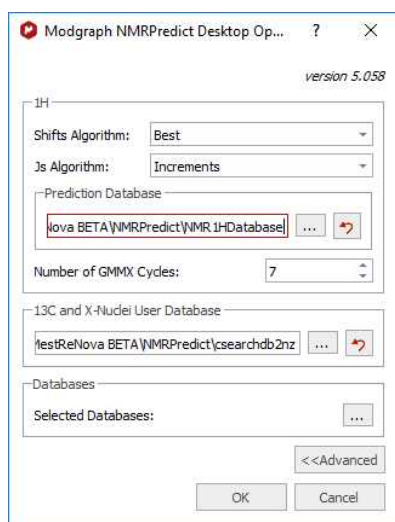 Modgraph NMRPredict Desktop Op... ?
version 5.058
1H
Shifts Algorithm: Best
Js Algorithm: Increments
Prediction Database
Nova BETA\NMRPredict\NMR1HDatabase ...
Number of GMMX Cycles: 7
13C and X-Nuclei User Database
MestReNova BETA\NMRPredict\csearchdb2nz ...
Databases
Selected Databases: ...
<<Advanced
OK Cancel